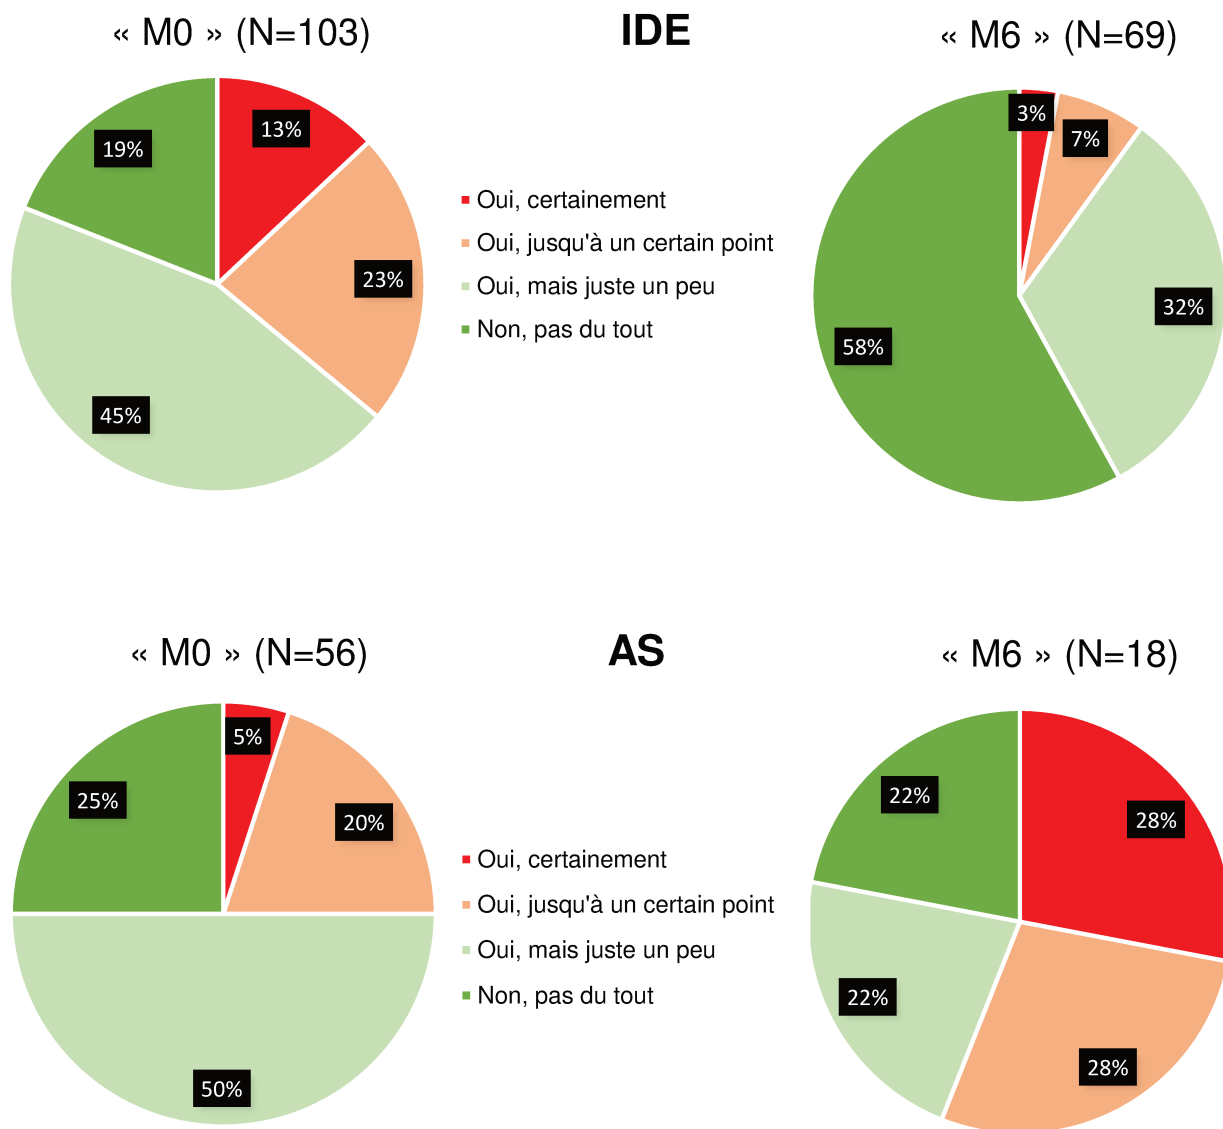 « M0 » (N=103)
IDE
« M6 » (N=69)
13%
23%
45%
19%
Oui, certainement
Oui, jusqu'à un certain point
Oui, mais juste un peu
Non, pas du tout
3%
7%
32%
58%
« M0 » (N=56)
AS
« M6 » (N=18)
5%
20%
50%
25%
Oui, certainement
Oui, jusqu'à un certain point
Oui, mais juste un peu
Non, pas du tout
28%
28%
22%
22%